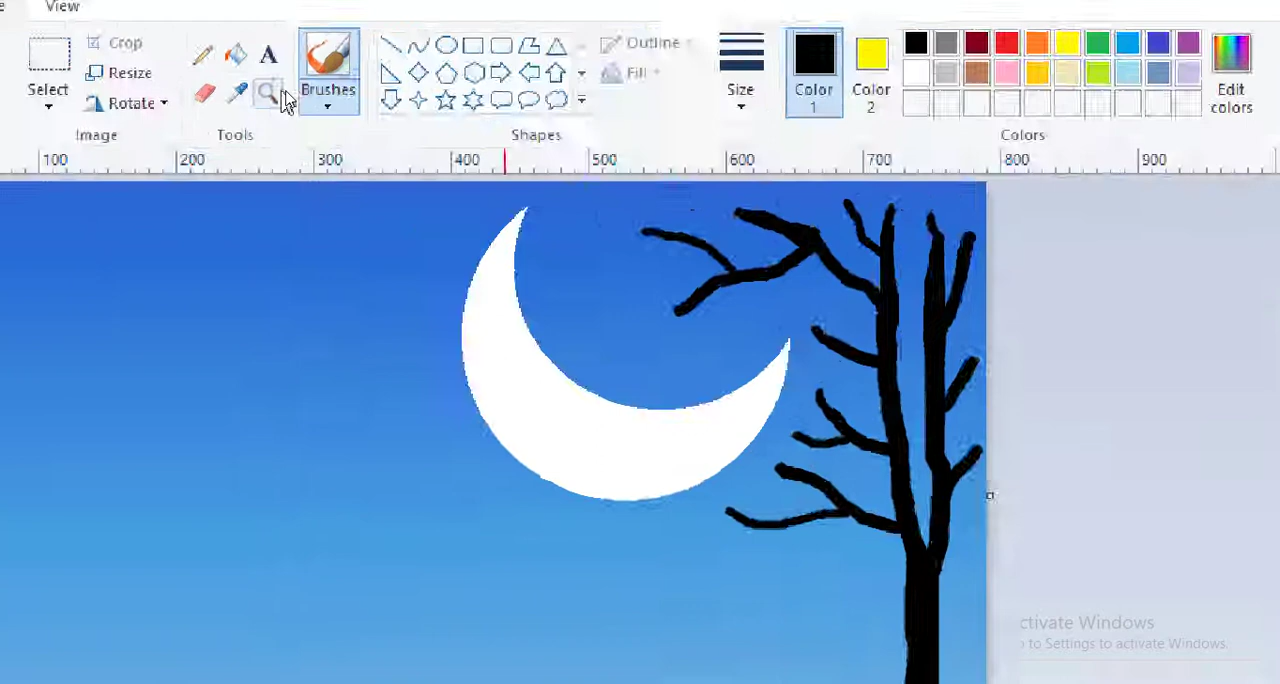 View
Crop
Resize
Rotate
Select
Image
A
Tools
Brushes
Outline
Fill
Shapes
Size
Color
1
Color
2
Edit
colors
Colors
100 200 300 400 500 600 700 800 900
ctivate Windows
to Settings to activate Windows.